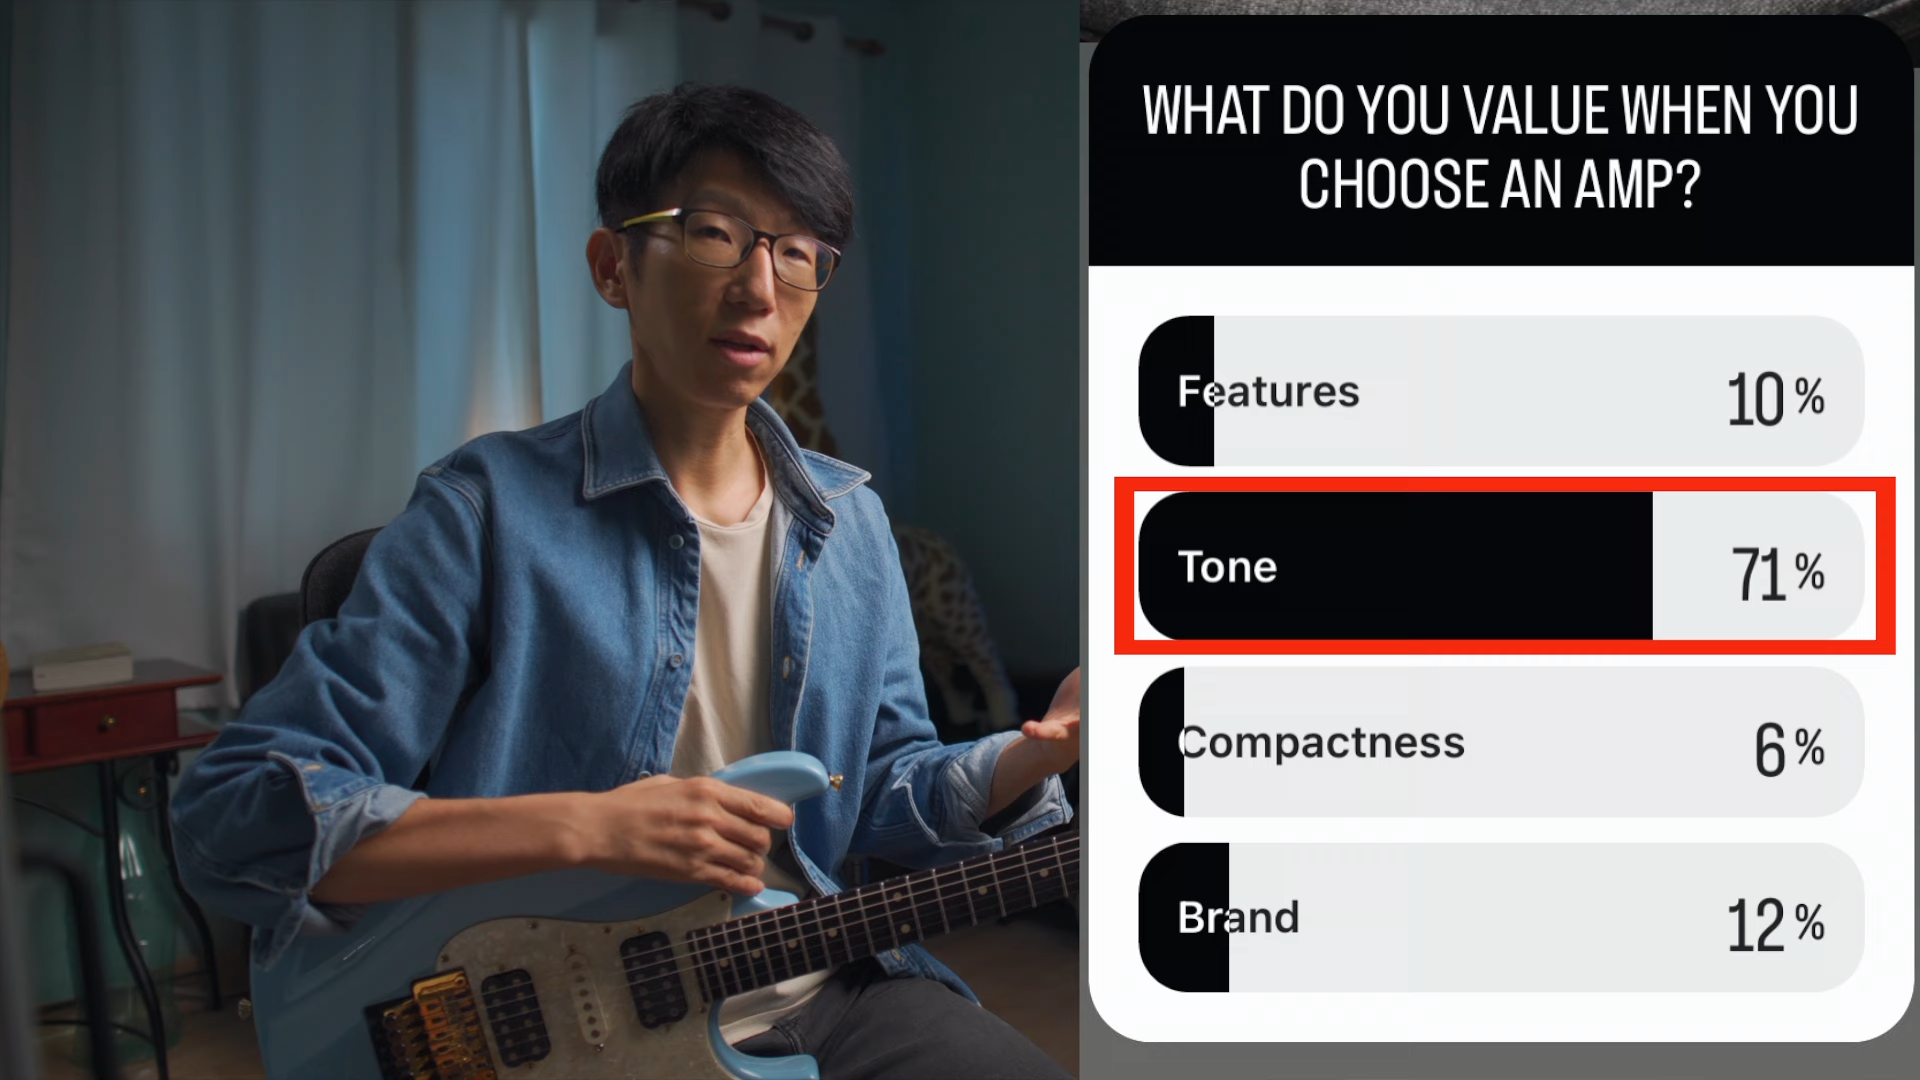 WHAT DO YOU VALUE WHEN YOU
CHOOSE AN AMP?
Features 10%
Tone 71%
Compactness 6%
Brand 12%